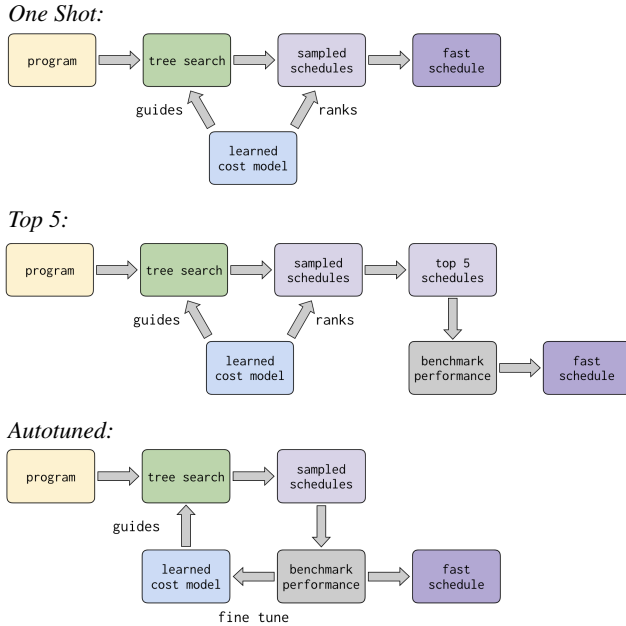 One Shot:
program
tree search
sampled
schedules
fast
schedule
guides
ranks
learned
cost model
Top 5:
program
tree search
sampled
schedules
top 5
schedules
guides
ranks
learned
cost model
benchmark
performance
fast
schedule
Autotuned:
program
tree search
sampled
schedules
guides
learned
cost model
benchmark
performance
fast
schedule
fine tune